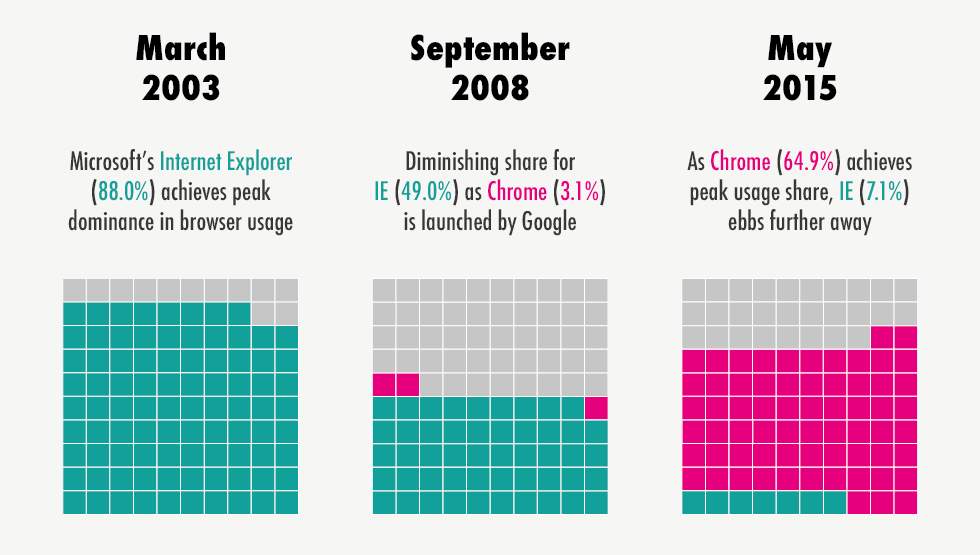 March
2003
Microsoft's Internet Explorer
(88.0%) achieves peak
dominance in browser usage
September
2008
Diminishing share for
IE (49.0%) as Chrome (3.1%)
is launched by Google
May
2015
As Chrome (64.9%) achieves
peak usage share, IE (7.1%)
ebbs further away